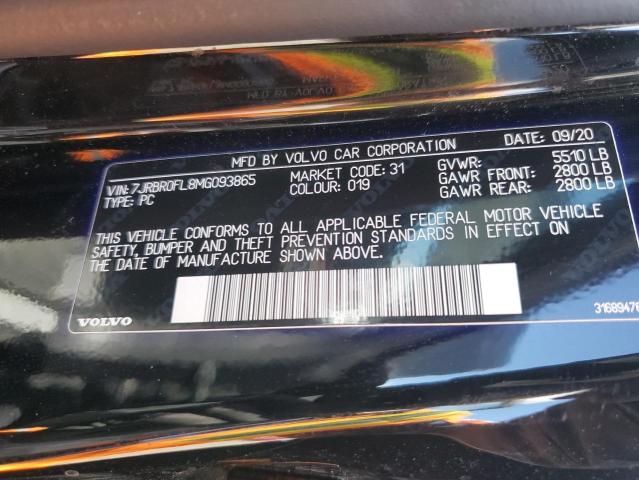 MFD BY VOLVO CAR CORPORATION DATE: 09/20
VIN: 7JRBR0FL8MG093865 MARKET CODE: 31 GVWR: 5510 LB
TYPE: PC COLOUR: 019 GAWR FRONT: 2800 LB
GAWR REAR: 2800 LB
THIS VEHICLE CONFORMS TO ALL APPLICABLE FEDERAL MOTOR VEHICLE
SAFETY, BUMPER AND THEFT PREVENTION STANDARDS IN EFFECT ON
THE DATE OF MANUFACTURE SHOWN ABOVE.
VOLVO